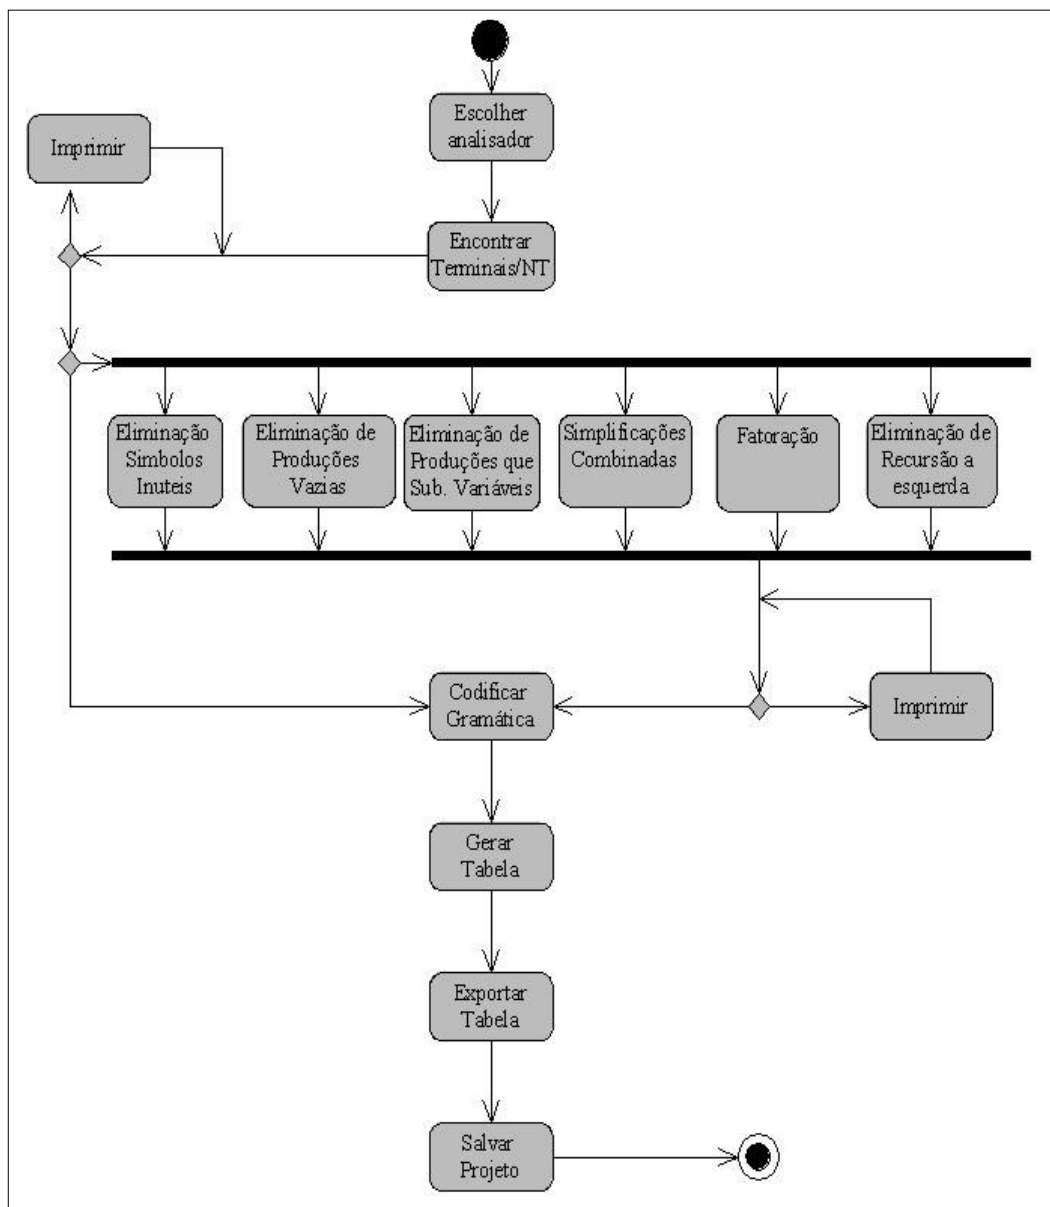 Escolher
analisador
Imprimir
Encontrar
Terminais/NT
Eliminação
Simbolos
Inuteis
Eliminação de
Produções
Vazias
Eliminação de
Produções que
Sub. Variáveis
Simplificações
Combinadas
Fatoração
Eliminação de
Recursão a
esquerda
Codificar
Gramática
Imprimir
Gerar
Tabela
Exportar
Tabela
Salvar
Projeto